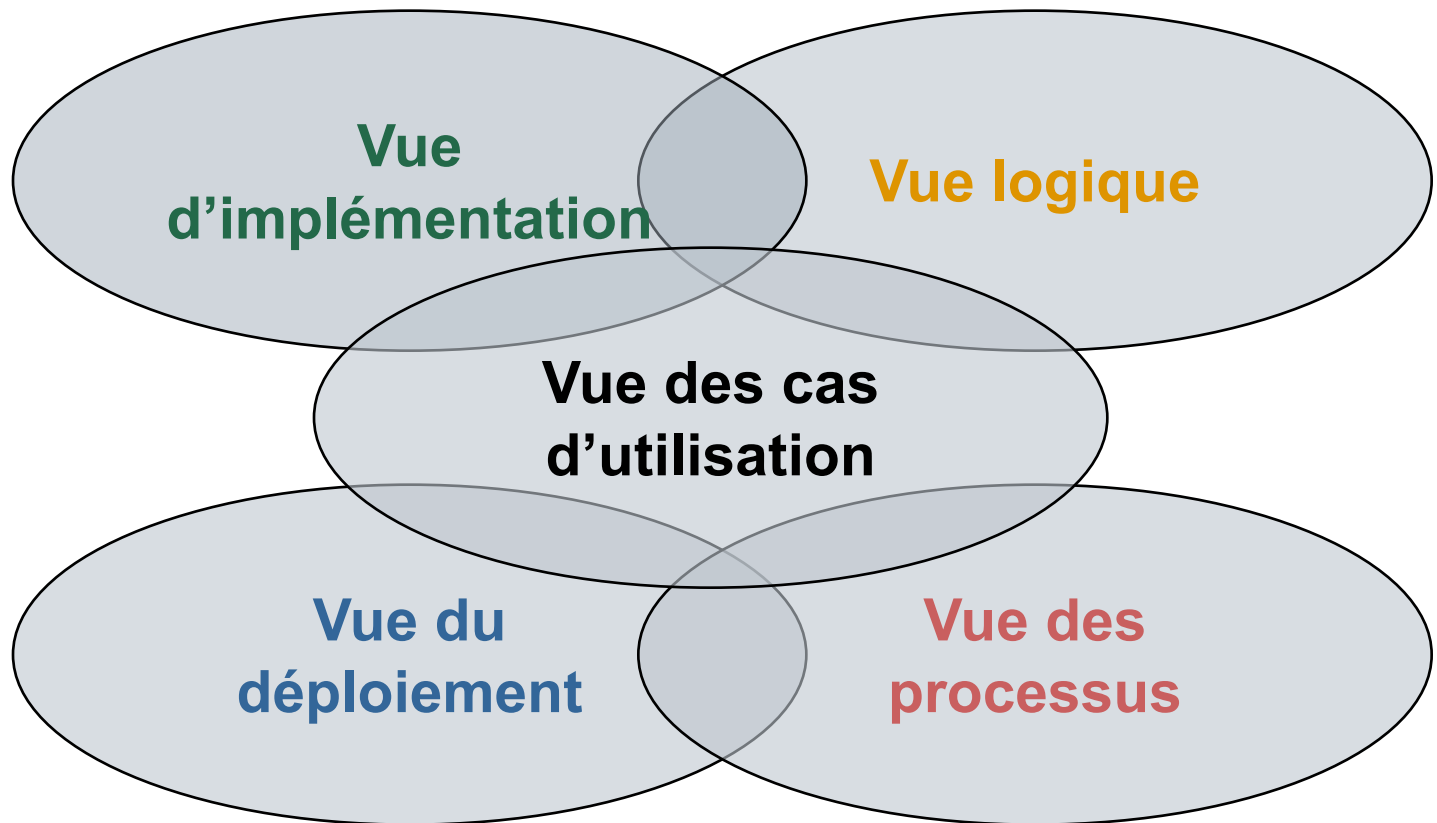 Vue
d’implémentation
Vue logique
Vue des cas
d’utilisation
Vue du
déploiement
Vue des
processus